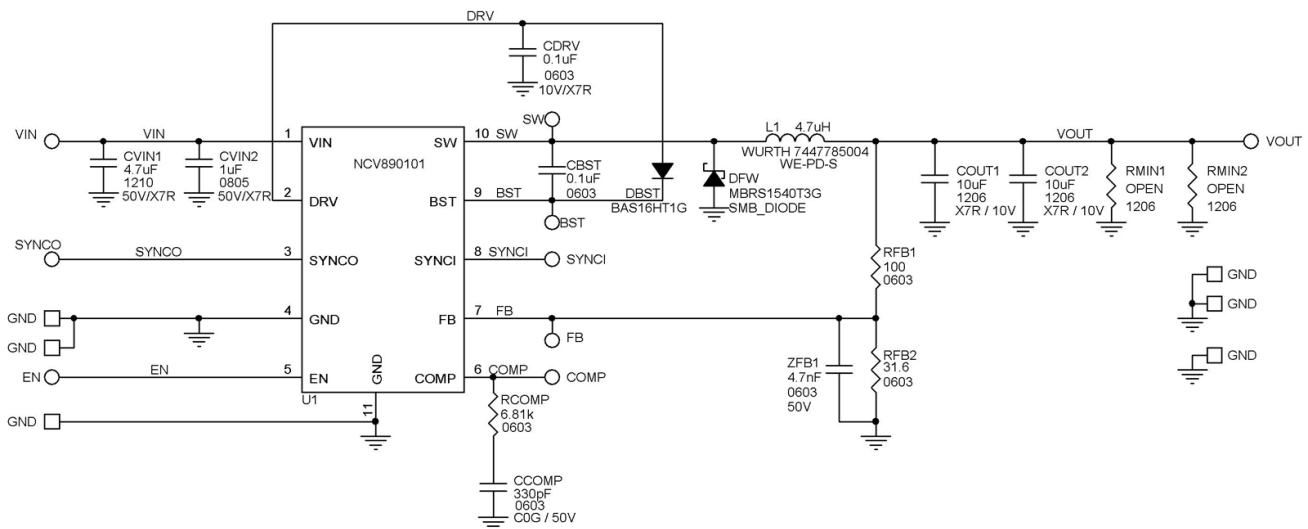 DRV
CDRV
0.1uF
0603
10V/X7R
VIN
VIN
CVIN1
4.7uF
1210
50V/X7R
CVIN2
1uF
0805
50V/X7R
1
VIN
NCV890101
SW
10 SW
SW
CBST
0.1uF
0603
L1 4.7uH
WURTH 7447785004
WE-PD-S
VOUT
VOUT
2
DRV
BST
9 BST
BST
DBST
BAS16HT1G
DFW
MBRS1540T3G
SMB_DIODE
COUT1
10uF
1206
X7R / 10V
COUT2
10uF
1206
X7R / 10V
RMIN1
OPEN
1206
RMIN2
OPEN
1206
SYNCO
SYNCO
3
SYNCO
SYNCI
8 SYNCI
SYNCI
RFB1
100
0603
GND
GND
GND
GND
GND
4
GND
FB
7 FB
FB
ZFB1
4.7nF
0603
50V
RFB2
31.6
0603
EN
EN
5
EN
GND
COMP
6 COMP
COMP
U1
11
GND
RCOMP
6.81k
0603
CCOMP
330pF
0603
C0G / 50V